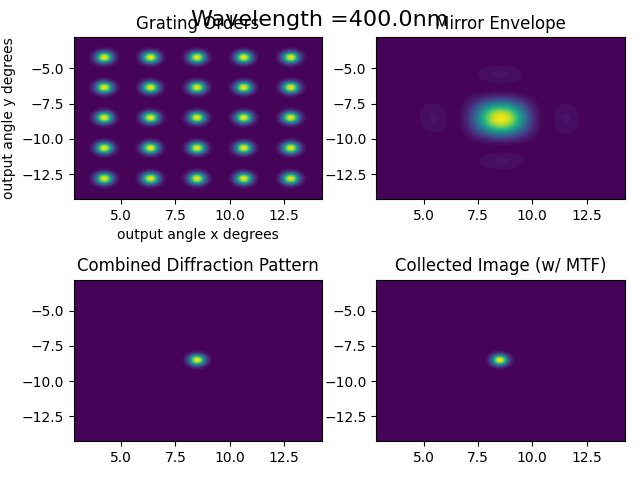 Wavelength =400.0nm
Grating Orders
Mirror Envelope
output angle y degrees
−5.0
−7.5
−10.0
−12.5
5.0 7.5 10.0 12.5
output angle x degrees
−5.0
−7.5
−10.0
−12.5
5.0 7.5 10.0 12.5
Combined Diffraction Pattern
Collected Image (w/ MTF)
−5.0
−7.5
−10.0
−12.5
5.0 7.5 10.0 12.5
−5.0
−7.5
−10.0
−12.5
5.0 7.5 10.0 12.5